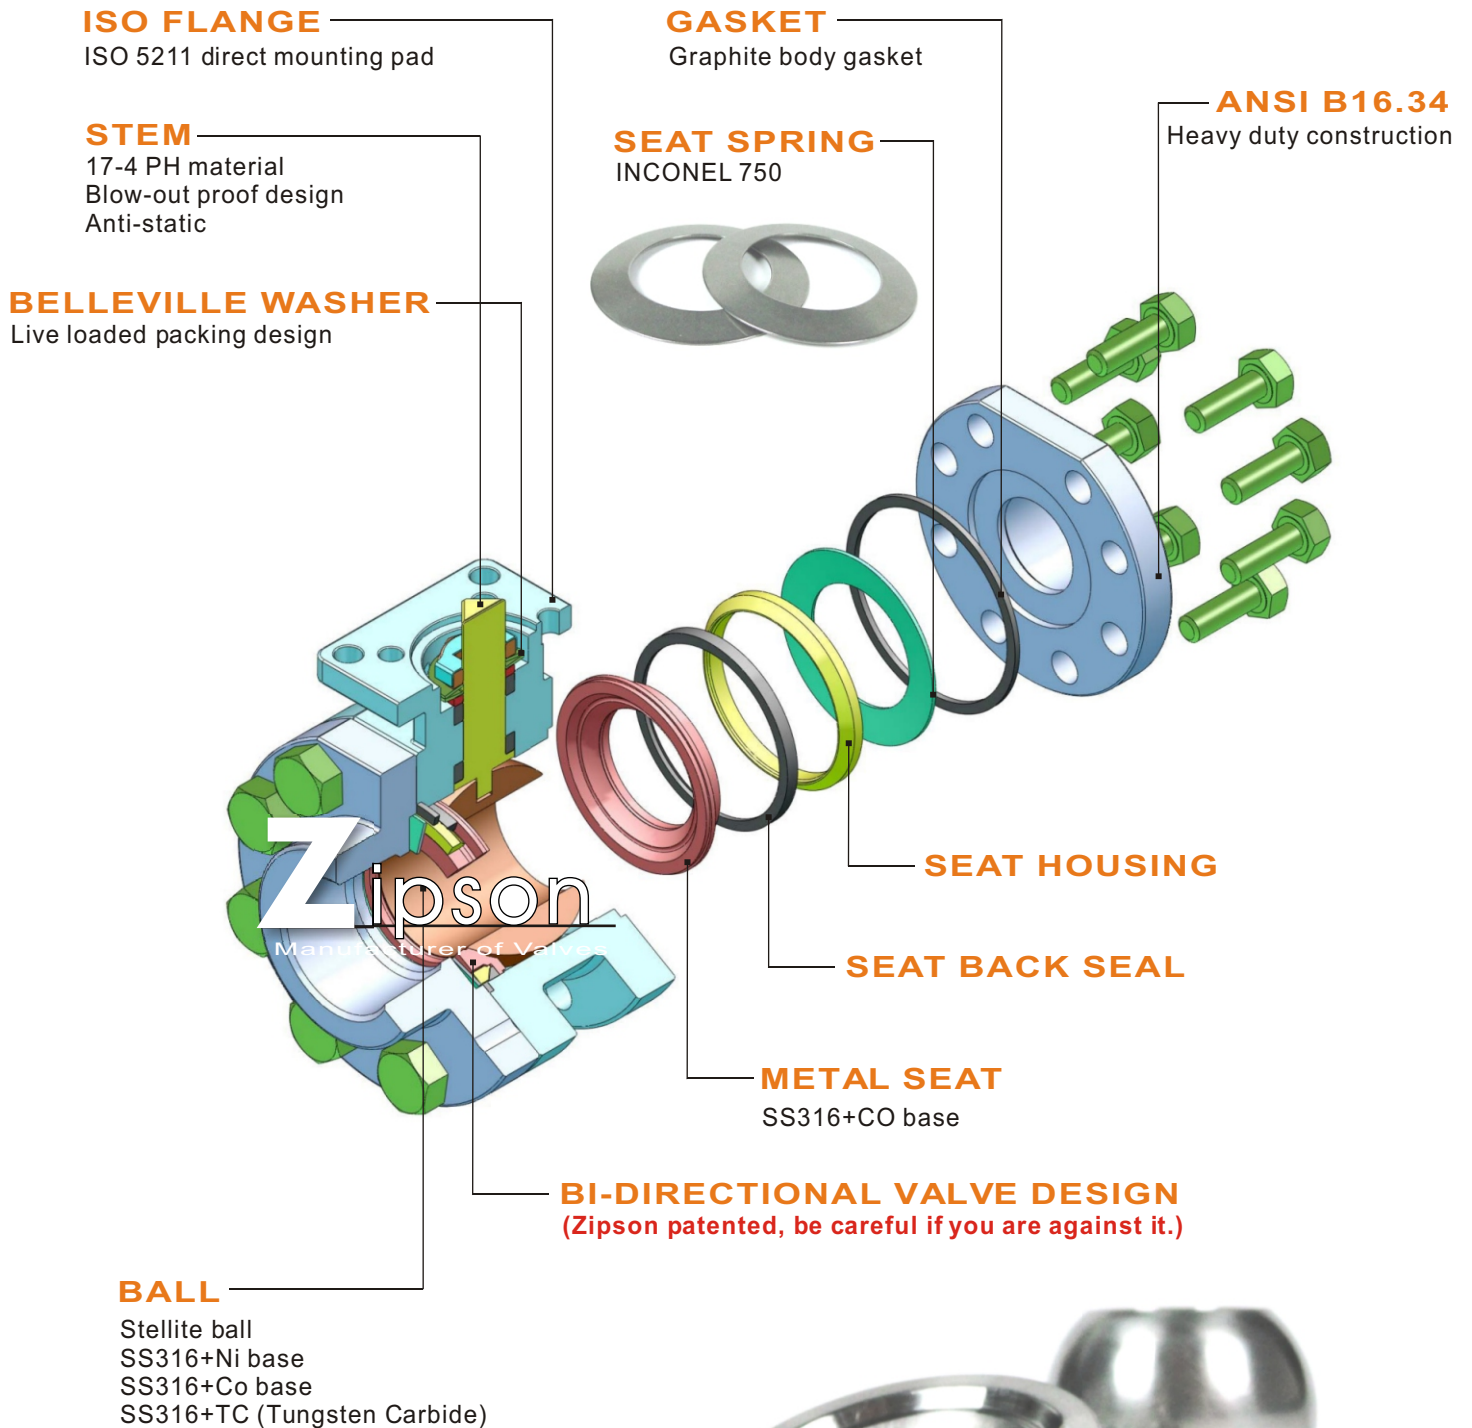 ISO FLANGE
ISO 5211 direct mounting pad
GASKET
Graphite body gasket
ANSI B16.34
Heavy duty construction
STEM
17-4 PH material
Blow-out proof design
Anti-static
SEAT SPRING
INCONEL 750
BELLEVILLE WASHER
Live loaded packing design
Zipson
Manufacturer of Valves
SEAT HOUSING
SEAT BACK SEAL
METAL SEAT
SS316+CO base
BI-DIRECTIONAL VALVE DESIGN
(Zipson patented, be careful if you are against it.)
BALL
Stellite ball
SS316+Ni base
SS316+Co base
SS316+TC (Tungsten Carbide)